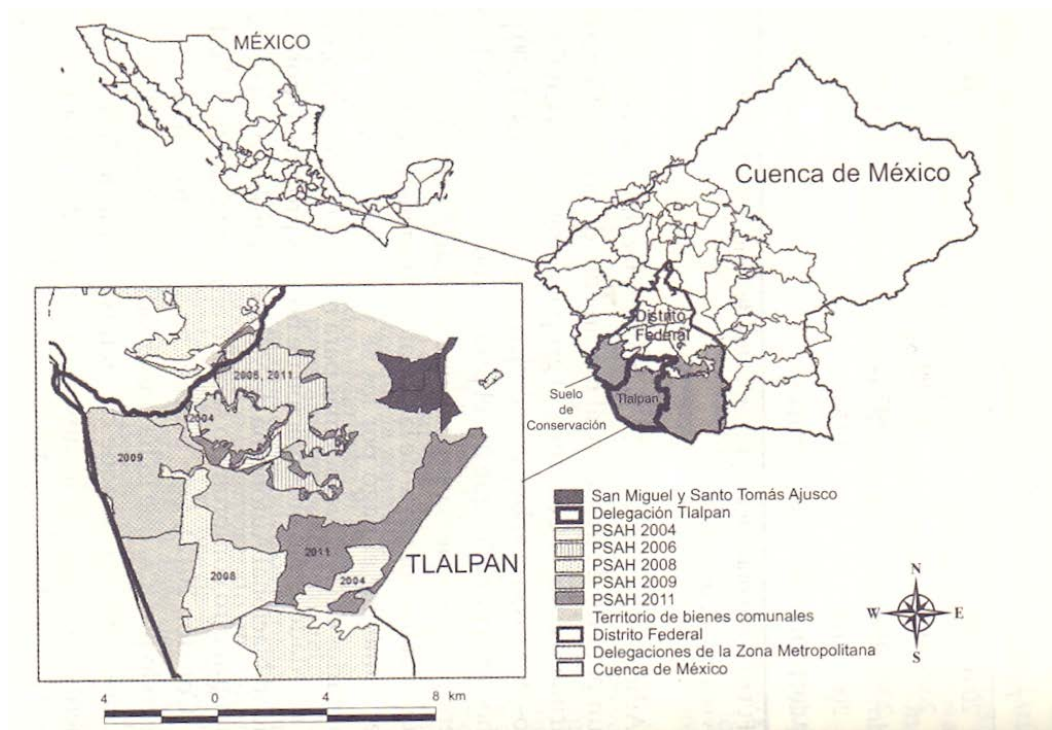 MÉXICO
Cuenca de México
Distrito
Federal
Suelo
de
Conservación
Tlalpan
2004
2009
2008
2011
2004
TLALPAN
4 0 4 8 km
San Miguel y Santo Tomás Ajusco
Delegación Tlalpan
PSAH 2004
PSAH 2006
PSAH 2008
PSAH 2009
PSAH 2011
Territorio de bienes comunales
Distrito Federal
Delegaciones de la Zona Metropolitana
Cuenca de México
N
W E
S